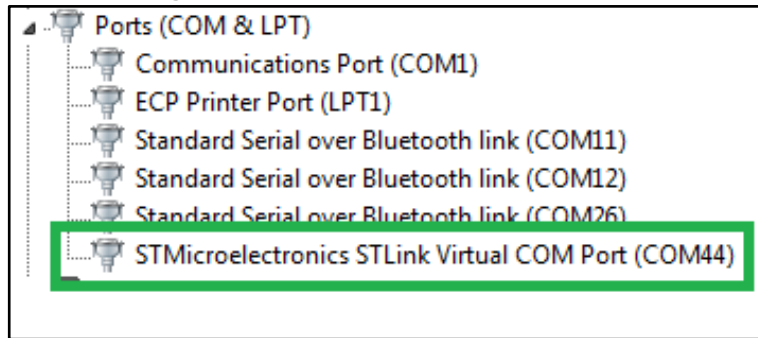 Ports (COM & LPT)
Communications Port (COM1)
ECP Printer Port (LPT1)
Standard Serial over Bluetooth link (COM11)
Standard Serial over Bluetooth link (COM12)
Standard Serial over Bluetooth link (COM26)
STMicroelectronics STLink Virtual COM Port (COM44)